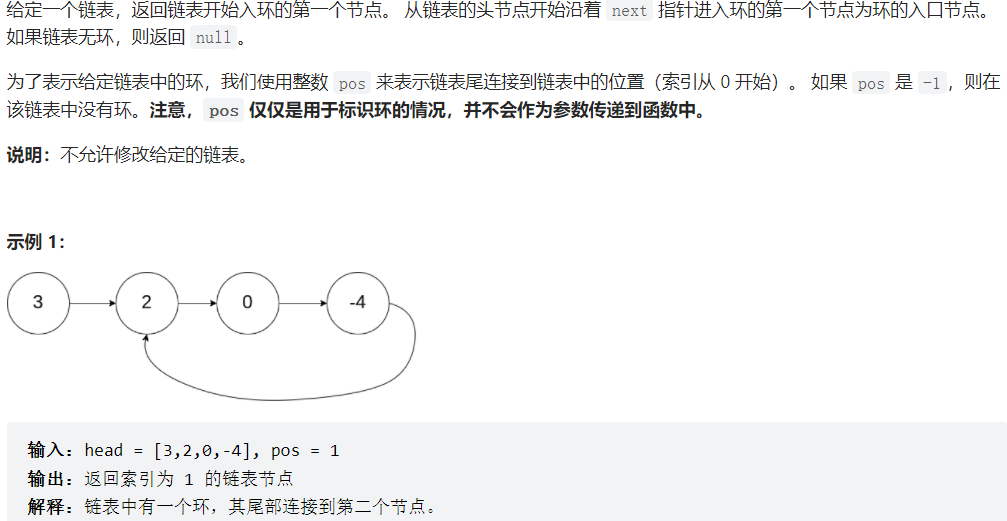 给定一个链表，返回链表开始入环的第一个节点。 从链表的头节点开始沿着 next 指针进入环的第一个节点为环的入口节点。
如果链表无环，则返回 null。
为了表示给定链表中的环，我们使用整数 pos 来表示链表尾连接到链表中的位置（索引从 0 开始）。 如果 pos 是 -1，则在
该链表中没有环。注意，pos 仅仅是用于标识环的情况，并不会作为参数传递到函数中。
说明：不允许修改给定的链表。
示例 1：
3 2 0 -4
输入：head = [3,2,0,-4], pos = 1
输出：返回索引为 1 的链表节点
解释：链表中有一个环，其尾部连接到第二个节点。